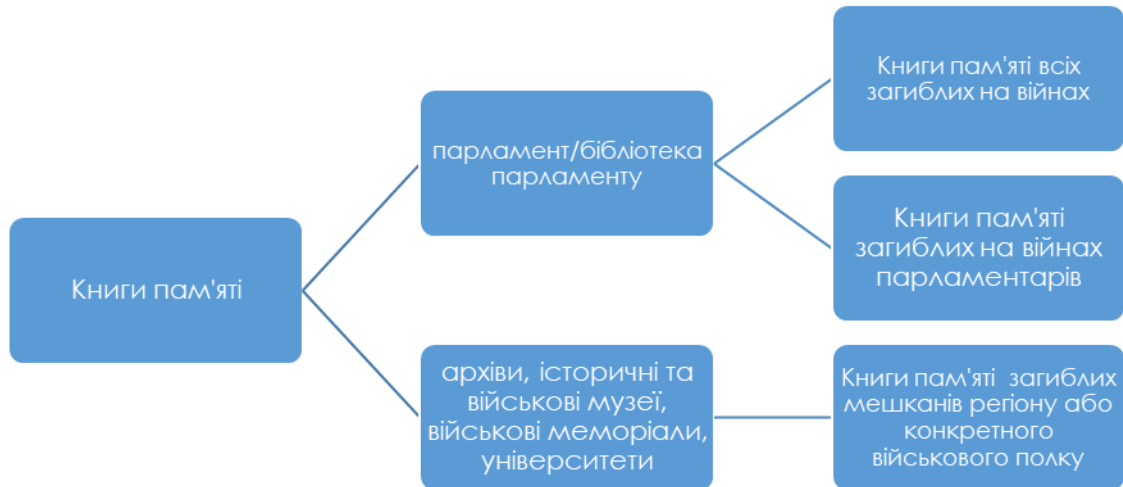 Книги пам'яті
парламент/бібліотека
парламенту
Книги пам'яті всіх
загиблих на війнах
Книги пам'яті
загиблих на війнах
парламентарів
архіви, історичні та
військові музеї,
військові меморіали,
університети
Книги пам'яті загиблих
мешканів регіону або
конкретного
військового полку